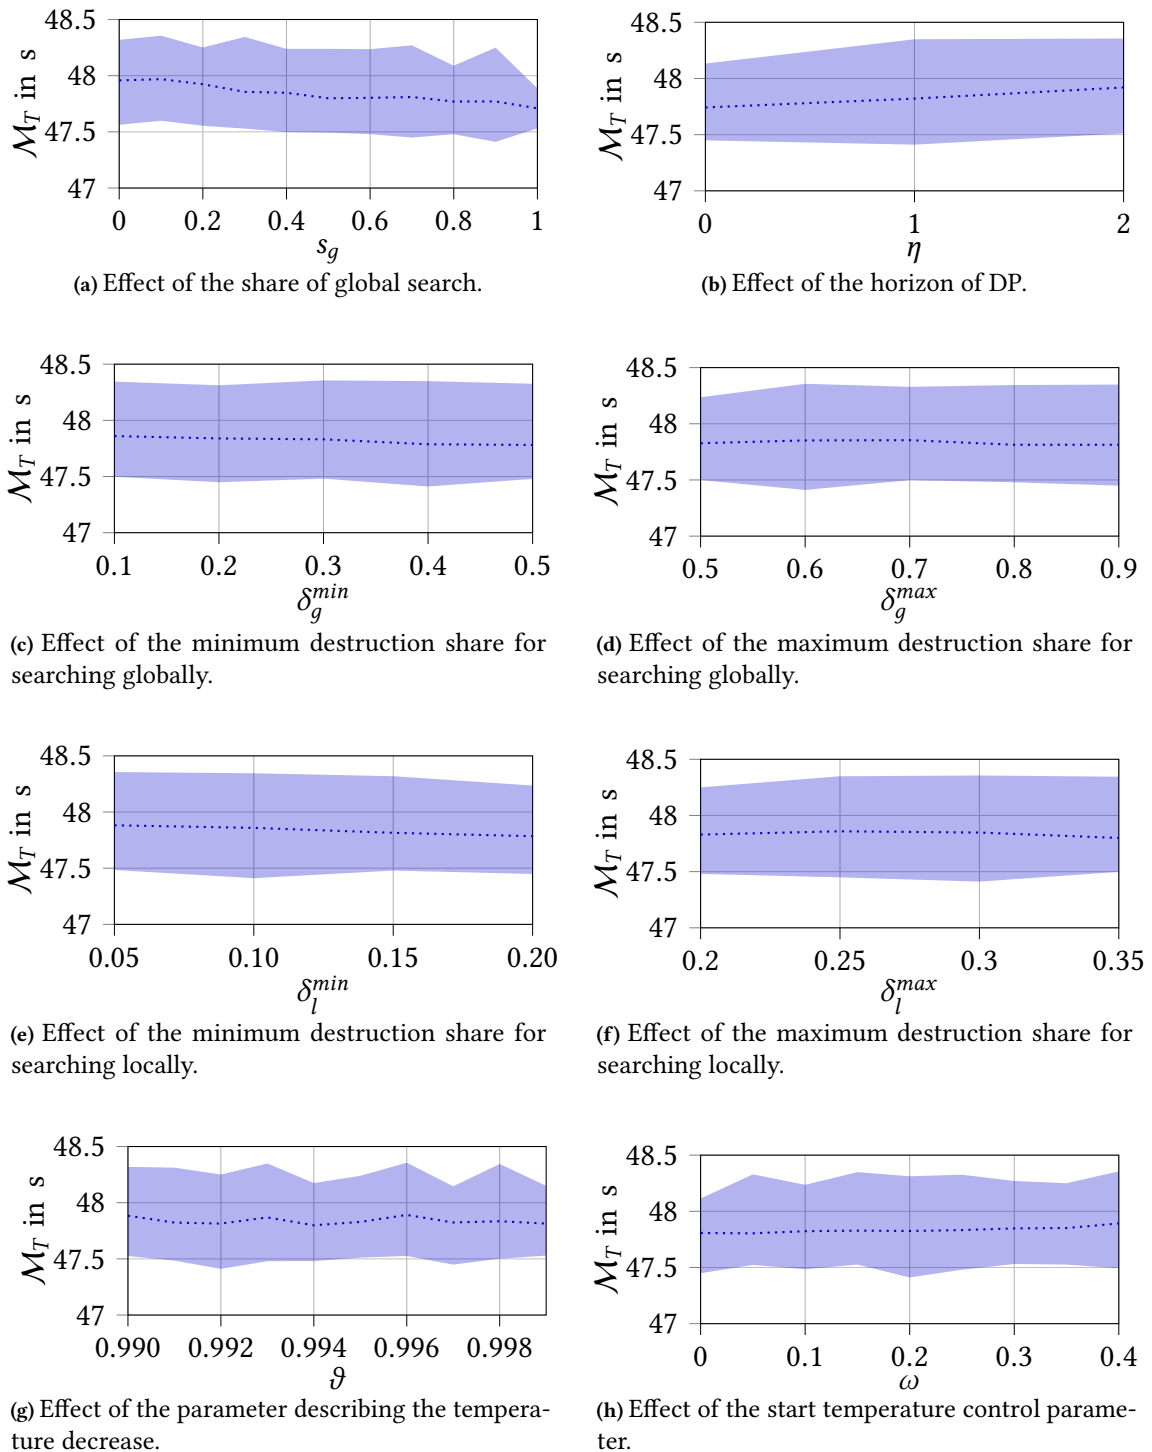 48.5
48
47.5
47
M_T in s
0 0.2 0.4 0.6 0.8 1
s_g
(a) Effect of the share of global search.
48.5
48
47.5
47
M_T in s
0 1 2
η
(b) Effect of the horizon of DP.
48.5
48
47.5
47
M_T in s
0.1 0.2 0.3 0.4 0.5
δ_g^min
(c) Effect of the minimum destruction share for
searching globally.
48.5
48
47.5
47
M_T in s
0.5 0.6 0.7 0.8 0.9
δ_g^max
(d) Effect of the maximum destruction share for
searching globally.
48.5
48
47.5
47
M_T in s
0.05 0.10 0.15 0.20
δ_l^min
(e) Effect of the minimum destruction share for
searching locally.
48.5
48
47.5
47
M_T in s
0.2 0.25 0.3 0.35
δ_l^max
(f) Effect of the maximum destruction share for
searching locally.
48.5
48
47.5
47
M_T in s
0.990 0.992 0.994 0.996 0.998
ϑ
(g) Effect of the parameter describing the tempera-
ture decrease.
48.5
48
47.5
47
M_T in s
0 0.1 0.2 0.3 0.4
ω
(h) Effect of the start temperature control parame-
ter.